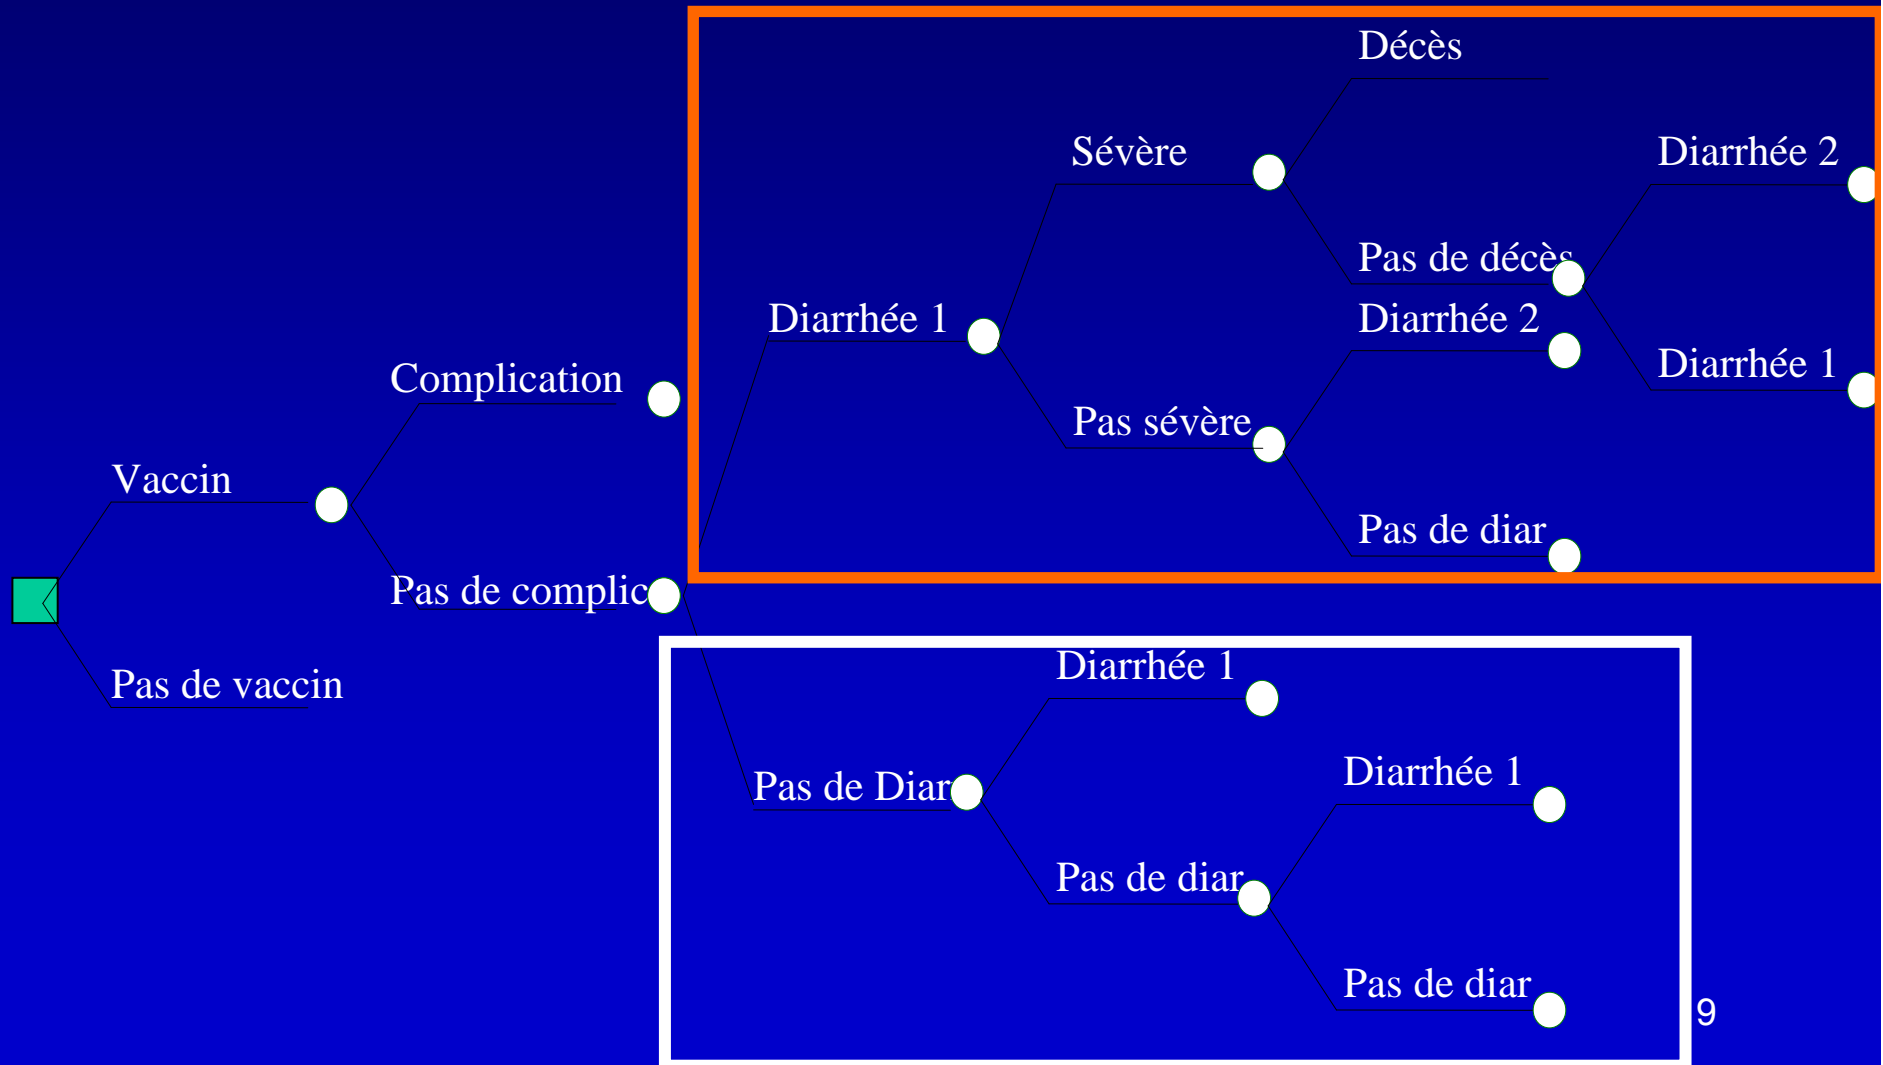 Décès
Sévère
Diarrhée 2
Pas de décès
Diarrhée 1
Diarrhée 2
Diarrhée 1
Complication
Pas sévère
Vaccin
Pas de diar
Pas de complic
Diarrhée 1
Pas de vaccin
Diarrhée 1
Pas de Diar
Pas de diar
Pas de diar
9